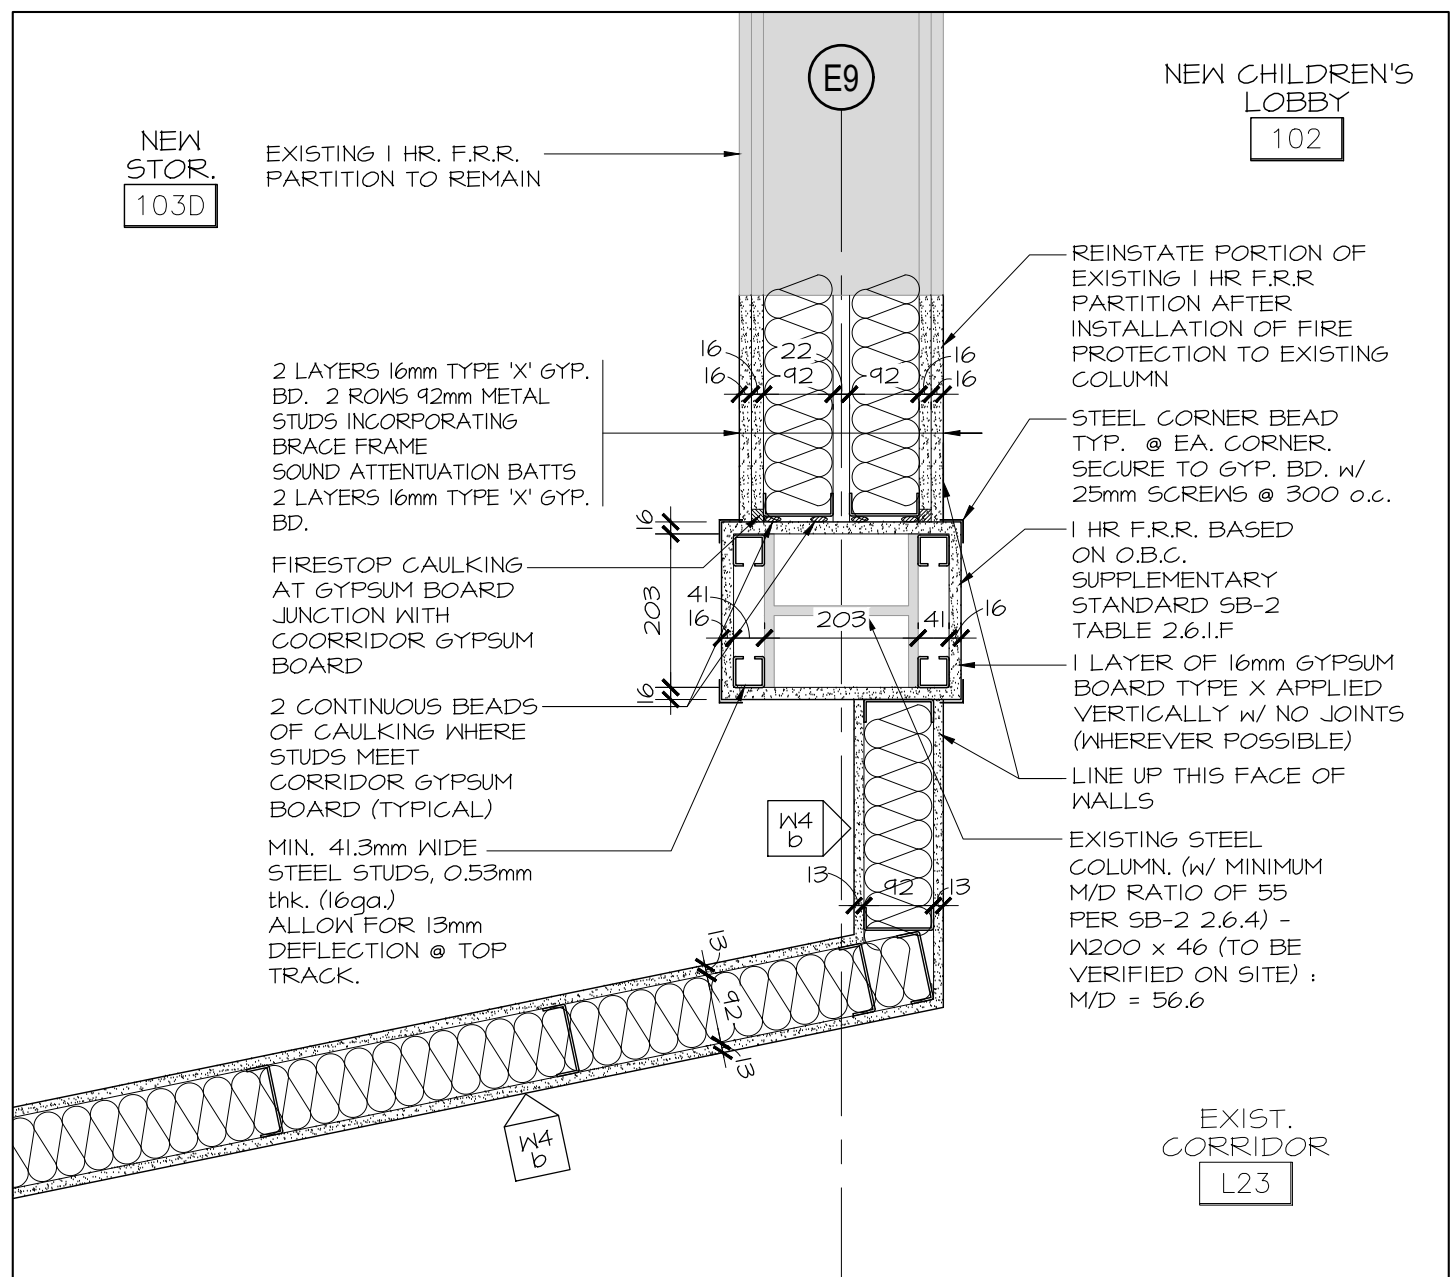 E9
NEW CHILDREN'S
LOBBY
102
NEW
STOR.
103D
EXISTING 1 HR. F.R.R.
PARTITION TO REMAIN
REINSTATE PORTION OF
EXISTING 1 HR F.R.R
PARTITION AFTER
INSTALLATION OF FIRE
PROTECTION TO EXISTING
COLUMN
2 LAYERS 16mm TYPE 'X' GYP.
BD. 2 ROWS 92mm METAL
STUDS INCORPORATING
BRACE FRAME
SOUND ATTENTUATION BATTS
2 LAYERS 16mm TYPE 'X' GYP.
BD.
16
16
92
22
92
16
16
STEEL CORNER BEAD
TYP. @ EA. CORNER.
SECURE TO GYP. BD. w/
25mm SCREWS @ 300 o.c.
FIRESTOP CAULKING
AT GYPSUM BOARD
JUNCTION WITH
COORRIDOR GYPSUM
BOARD
16
203
16
16
41
203
41
16
1 HR F.R.R. BASED
ON O.B.C.
SUPPLEMENTARY
STANDARD SB-2
TABLE 2.6.1.F
1 LAYER OF 16mm GYPSUM
BOARD TYPE X APPLIED
VERTICALLY w/ NO JOINTS
(WHEREVER POSSIBLE)
2 CONTINUOUS BEADS
OF CAULKING WHERE
STUDS MEET
CORRIDOR GYPSUM
BOARD (TYPICAL)
LINE UP THIS FACE OF
WALLS
MIN. 41.3mm WIDE
STEEL STUDS, 0.53mm
thk. (16ga.)
ALLOW FOR 13mm
DEFLECTION @ TOP
TRACK.
W4
b
13
92
13
EXISTING STEEL
COLUMN. (w/ MINIMUM
M/D RATIO OF 55
PER SB-2 2.6.4) -
W200 x 46 (TO BE
VERIFIED ON SITE) :
M/D = 56.6
13
92
13
W4
b
EXIST.
CORRIDOR
L23